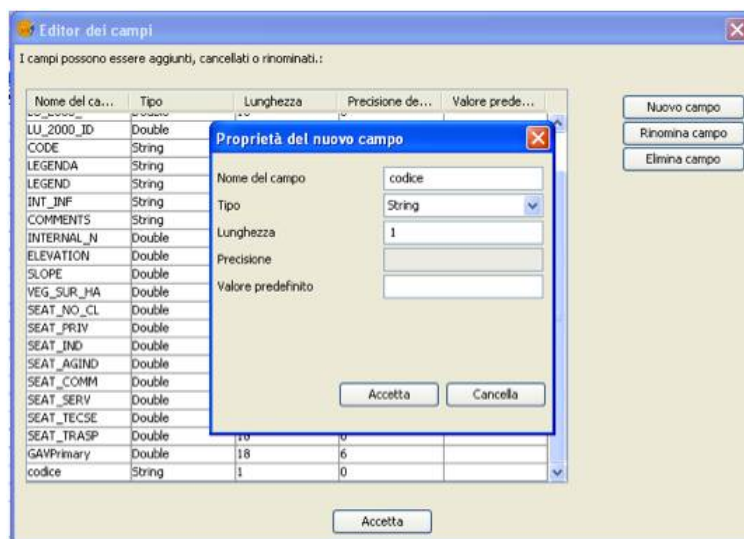 Editor dei campi
I campi possono essere aggiunti, cancellati o rinominati.:
Nome del ca... Tipo Lunghezza Precisione de... Valore prede...
LU_2000_ID Double
CODE String
LEGENDA String
LEGEND String
INT_INF String
COMMENTS String
INTERNAL_N Double
ELEVATION Double
SLOPE Double
VEG_SUR_HA Double
SEAT_NO_CL Double
SEAT_PRIV Double
SEAT_IND Double
SEAT_AGIND Double
SEAT_COMM Double
SEAT_SERV Double
SEAT_TECSE Double
SEAT_TRASP Double
GAVPrimary Double 18 6
codice String 1 0
Nuovo campo
Rinomina campo
Elimina campo
Proprietà del nuovo campo
Nome del campo codice
Tipo String
Lunghezza 1
Precisione
Valore predefinito
Accetta Cancella
Accetta